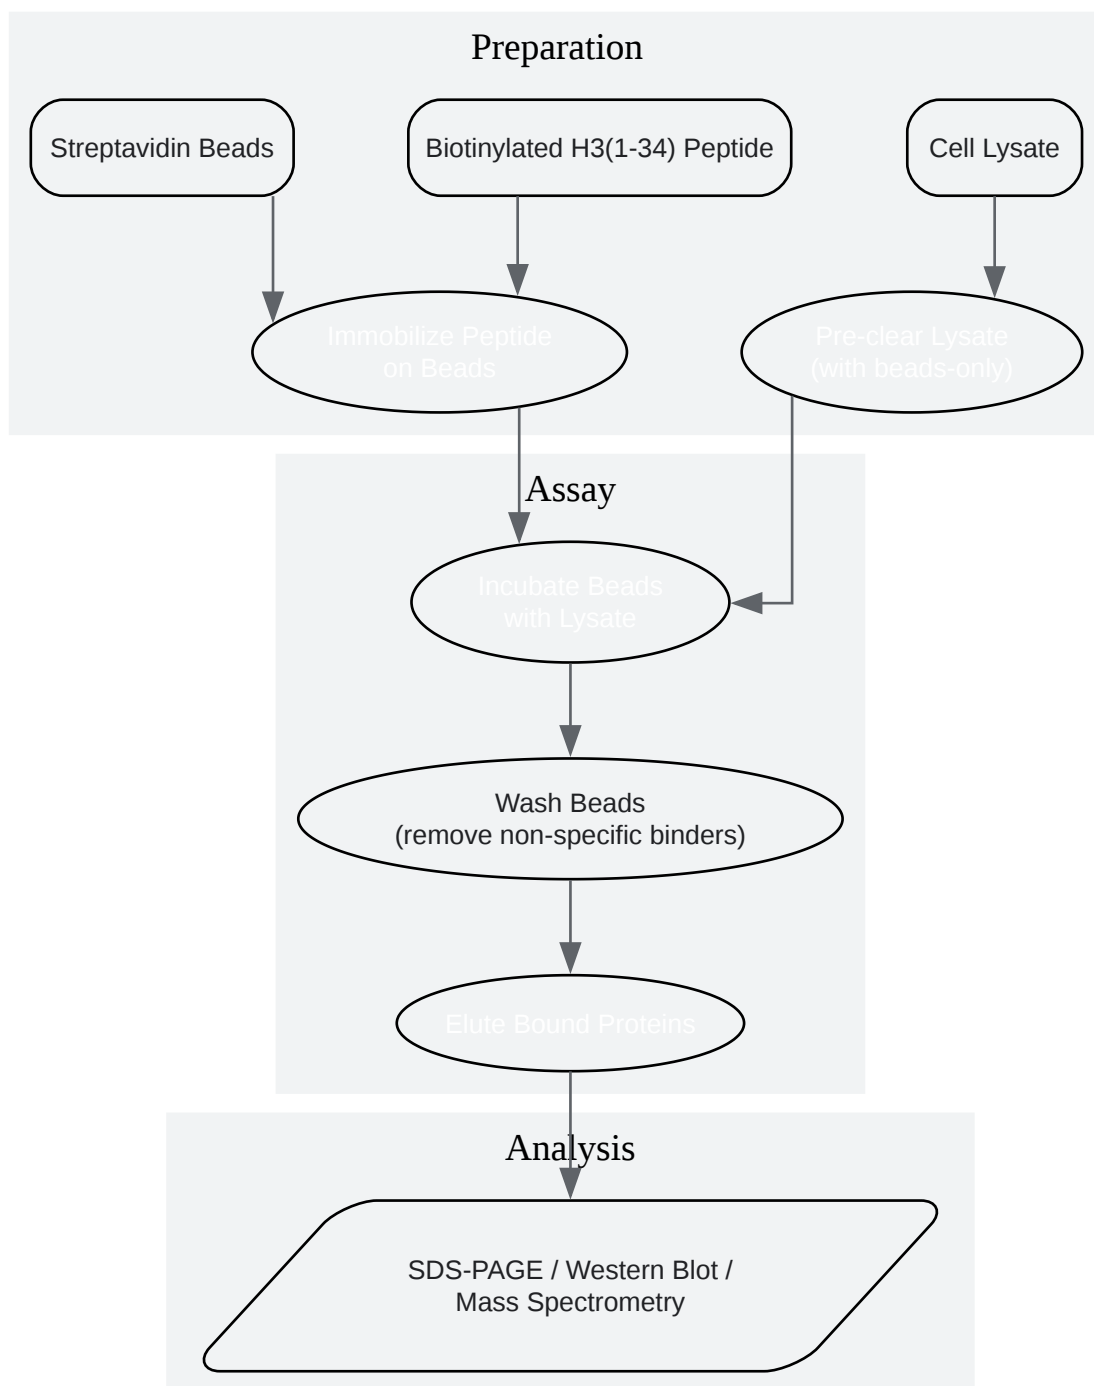 Preparation
Streptavidin Beads
Biotinylated H3(1-34) Peptide
Cell Lysate
Immobilize Peptide
on Beads
Pre-clear Lysate
(with beads-only)
Assay
Incubate Beads
with Lysate
Wash Beads
(remove non-specific binders)
Elute Bound Proteins
Analysis
SDS-PAGE / Western Blot /
Mass Spectrometry